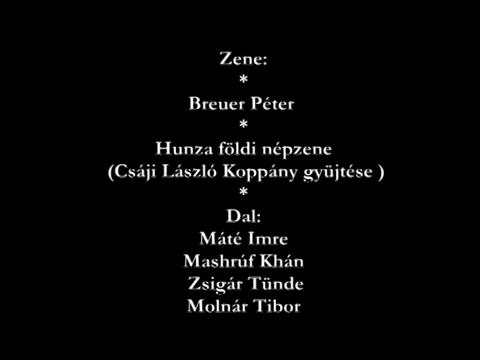 Zene:
*
Breuer Péter
*
Hunza földi népzene
(Csáji László Koppány gyüjtése )
*
Dal:
Máté Imre
Mashrúf Khán
Zsigár Tünde
Molnár Tibor